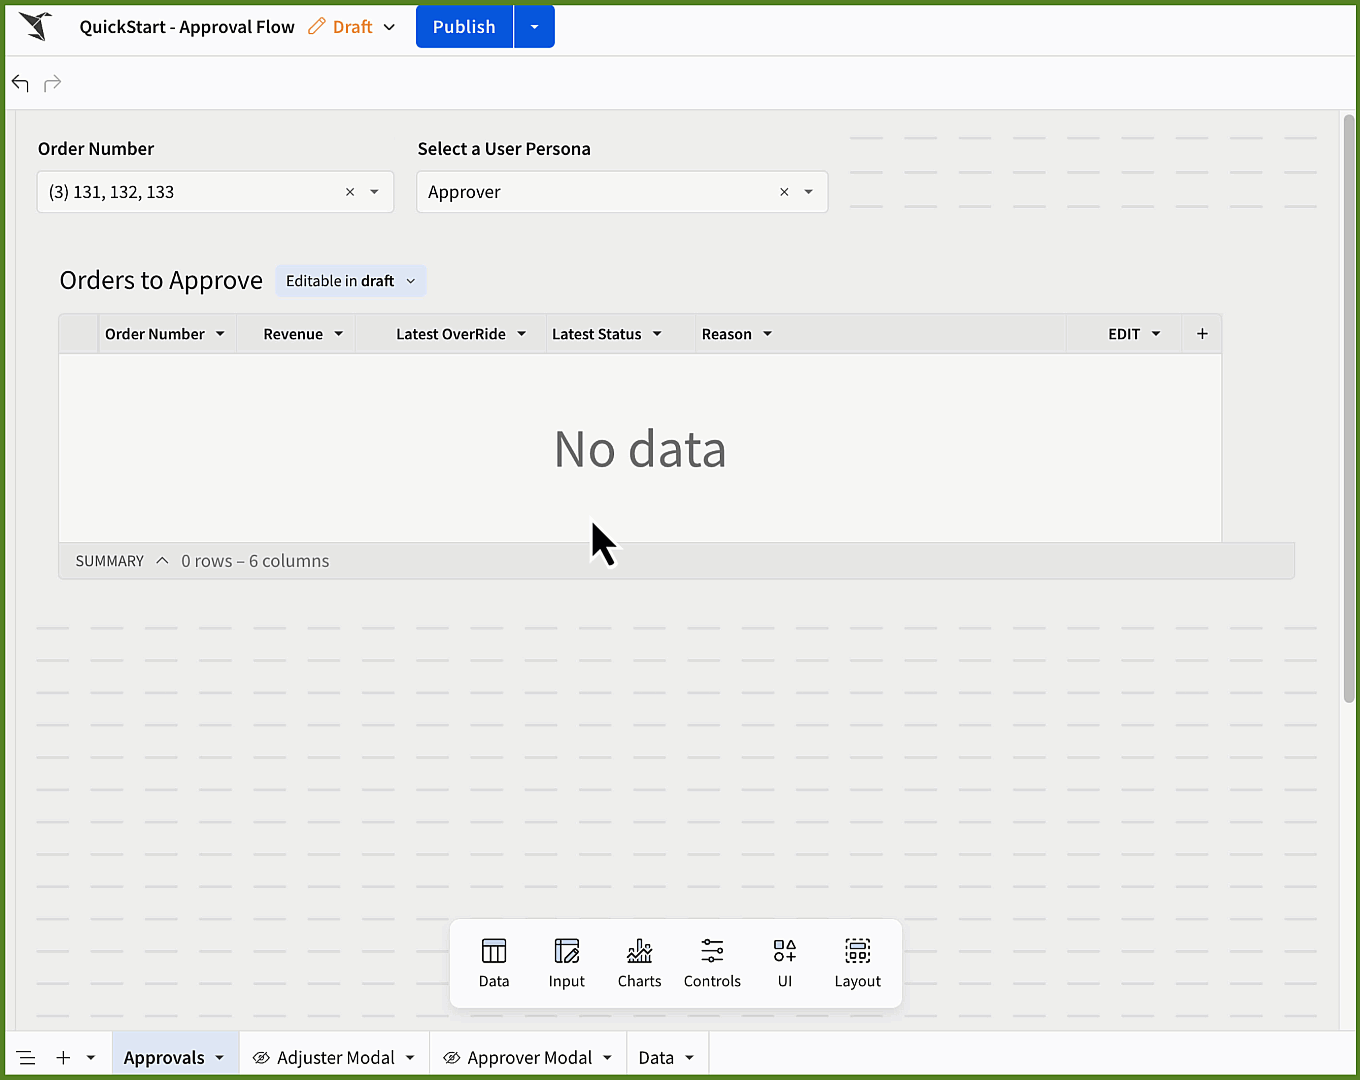 QuickStart - Approval Flow Draft Publish
Order Number Select a User Persona
(3) 131, 132, 133 Approver
Orders to Approve Editable in draft
Order Number Revenue Latest OverRide Latest Status Reason EDIT +
No data
SUMMARY 0 rows – 6 columns
Data Input Charts Controls UI Layout
Approvals Adjuster Modal Approver Modal Data